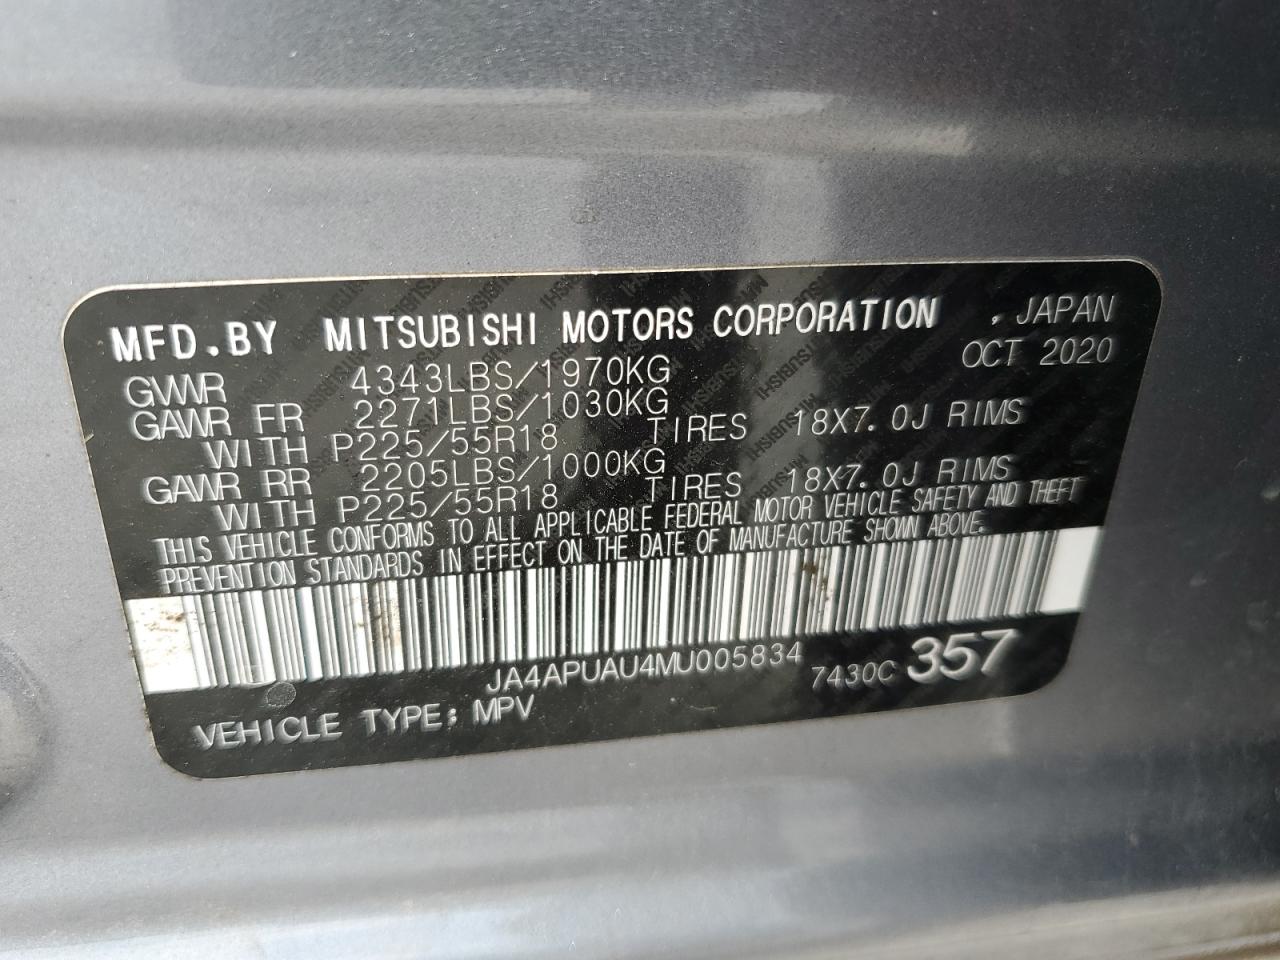 MFD.BY MITSUBISHI MOTORS CORPORATION , JAPAN
OCT 2020
GVWR 4343LBS/1970KG
GAWR FR 2271LBS/1030KG
WITH P225/55R18 TIRES 18X7.0J RIMS
GAWR RR 2205LBS/1000KG
WITH P225/55R18 TIRES 18X7.0J RIMS
THIS VEHICLE CONFORMS TO ALL APPLICABLE FEDERAL MOTOR VEHICLE SAFETY AND THEFT
PREVENTION STANDARDS IN EFFECT ON THE DATE OF MANUFACTURE SHOWN ABOVE.
JA4APUAU4MU005834 7430C 357
VEHICLE TYPE: MPV